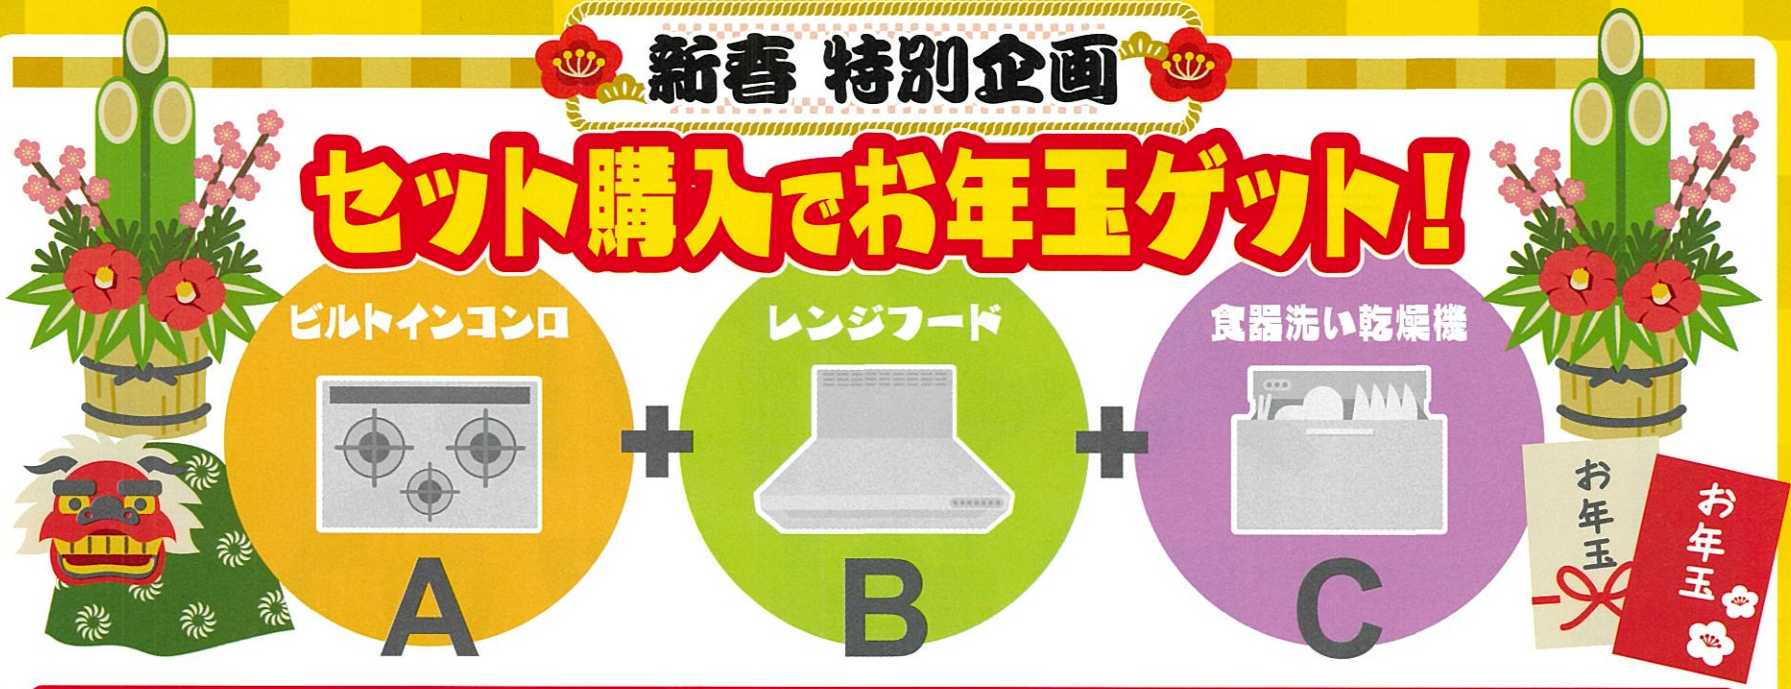 新春 特別企画
セット購入でお年玉ゲット!
ビルトインコンロ
レンジフード
食器洗い乾燥機
+
+
A
B
C
お年玉
お年玉